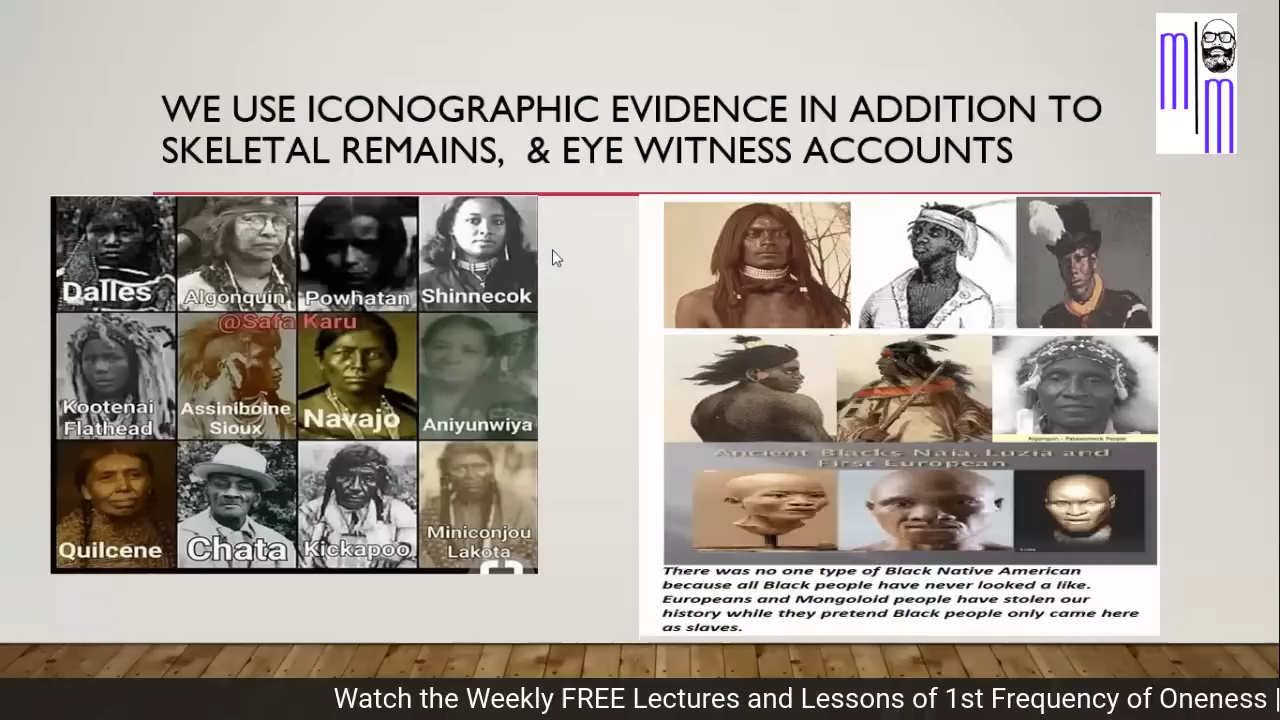 WE USE ICONOGRAPHIC EVIDENCE IN ADDITION TO
SKELETAL REMAINS, & EYE WITNESS ACCOUNTS
m
m
Dalles
Algonquin
Powhatan
Shinnecok
@Safa Karu
Kootenai
Flathead
Assiniboine
Sioux
Navajo
Aniyunwiya
Quilcene
Chata
Kickapoo
Miniconjou
Lakota
Algonquin - Patawomeck People
Ancient Blacks Naia, Luzia and
First European
There was no one type of Black Native American
because all Black people have never looked a like.
Europeans and Mongoloid people have stolen our
history while they pretend Black people only came here
as slaves.
Watch the Weekly FREE Lectures and Lessons of 1st Frequency of Oneness |